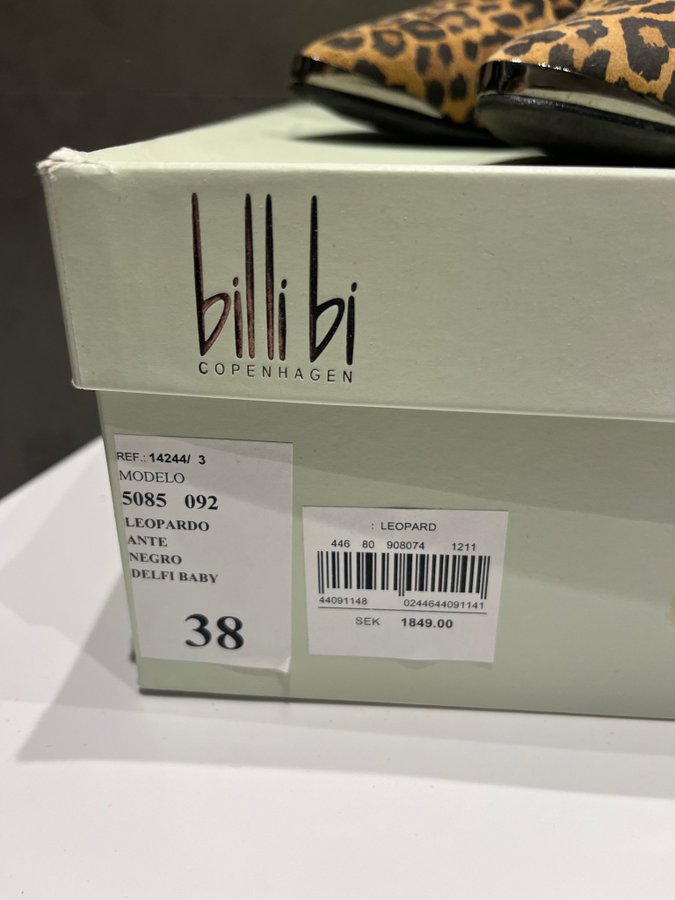 billi bi
COPENHAGEN
REF.: 14244/ 3
MODELO
5085 092
LEOPARDO
ANTE
NEGRO
DELFI BABY
38
: LEOPARD
446 80 908074 1211
44091148 0244644091141
SEK 1849.00